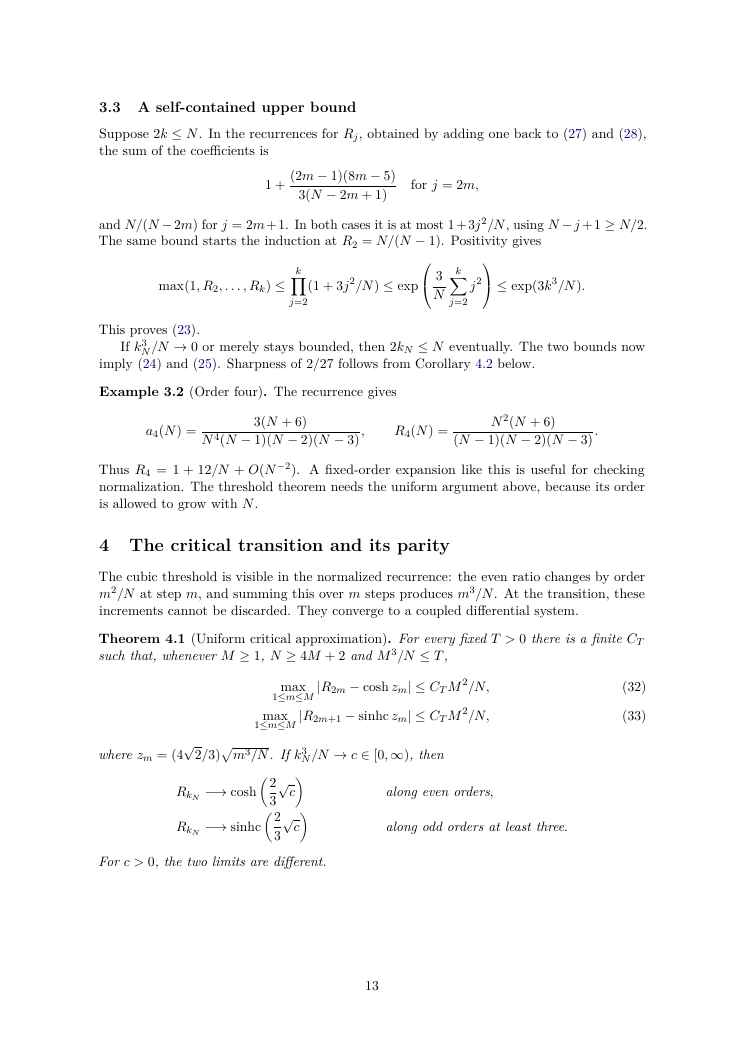 3.3 A self-contained upper bound
Suppose 2k ≤ N. In the recurrences for R_j, obtained by adding one back to (27) and (28),
the sum of the coefficients is
1 + (2m − 1)(8m − 5) / 3(N − 2m + 1) for j = 2m,
and N/(N − 2m) for j = 2m+1. In both cases it is at most 1+3j²/N, using N − j + 1 ≥ N/2.
The same bound starts the induction at R_2 = N/(N − 1). Positivity gives
max(1, R_2, . . . , R_k) ≤ ∏_{j=2}^{k} (1 + 3j²/N) ≤ exp ( 3/N ∑_{j=2}^{k} j² ) ≤ exp(3k³/N).
This proves (23).
If k_N³/N → 0 or merely stays bounded, then 2k_N ≤ N eventually. The two bounds now
imply (24) and (25). Sharpness of 2/27 follows from Corollary 4.2 below.
Example 3.2 (Order four). The recurrence gives
a_4(N) = 3(N + 6) / N⁴(N − 1)(N − 2)(N − 3), R_4(N) = N²(N + 6) / (N − 1)(N − 2)(N − 3).
Thus R_4 = 1 + 12/N + O(N⁻²). A fixed-order expansion like this is useful for checking
normalization. The threshold theorem needs the uniform argument above, because its order
is allowed to grow with N.
4 The critical transition and its parity
The cubic threshold is visible in the normalized recurrence: the even ratio changes by order
m²/N at step m, and summing this over m steps produces m³/N. At the transition, these
increments cannot be discarded. They converge to a coupled differential system.
Theorem 4.1 (Uniform critical approximation). For every fixed T > 0 there is a finite C_T
such that, whenever M ≥ 1, N ≥ 4M + 2 and M³/N ≤ T,
max_{1≤m≤M} |R_{2m} − cosh z_m| ≤ C_T M²/N, (32)
max_{1≤m≤M} |R_{2m+1} − sinhc z_m| ≤ C_T M²/N, (33)
where z_m = (4√2/3)√(m³/N). If k_N³/N → c ∈ [0, ∞), then
R_{k_N} ⟶ cosh ( 2/3 √c ) along even orders,
R_{k_N} ⟶ sinhc ( 2/3 √c ) along odd orders at least three.
For c > 0, the two limits are different.
13